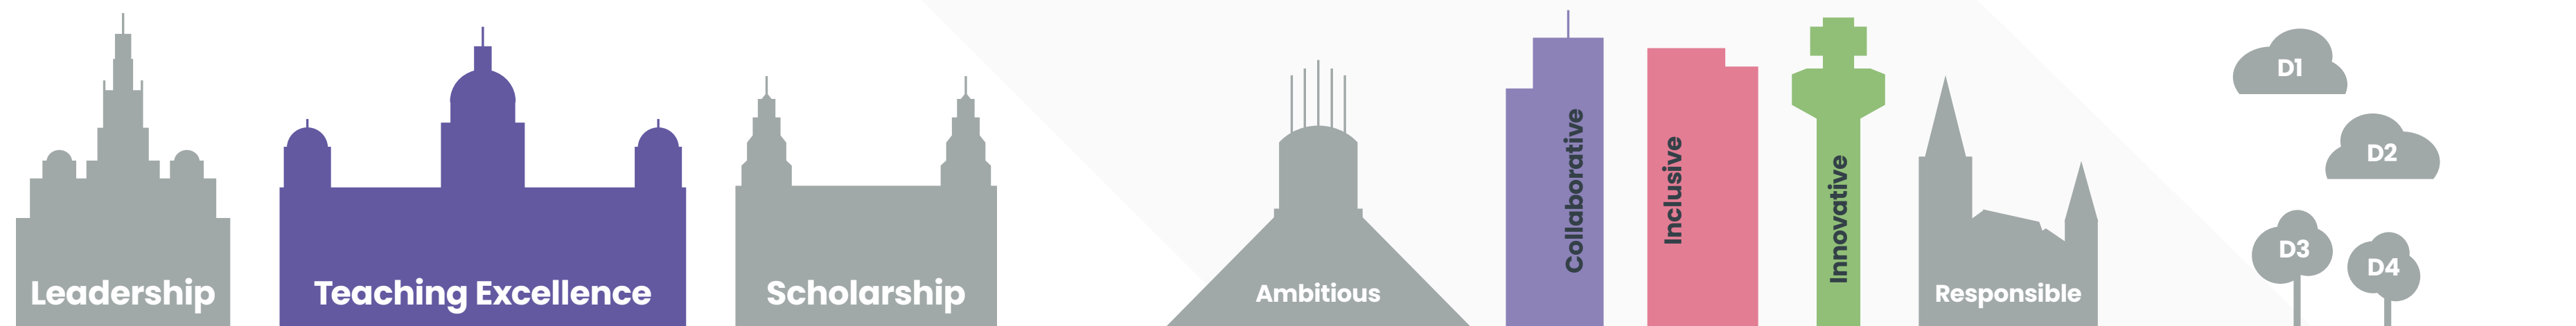 Leadership
Teaching Excellence
Scholarship
Ambitious
Collaborative
Inclusive
Innovative
Responsible
D1
D2
D3
D4